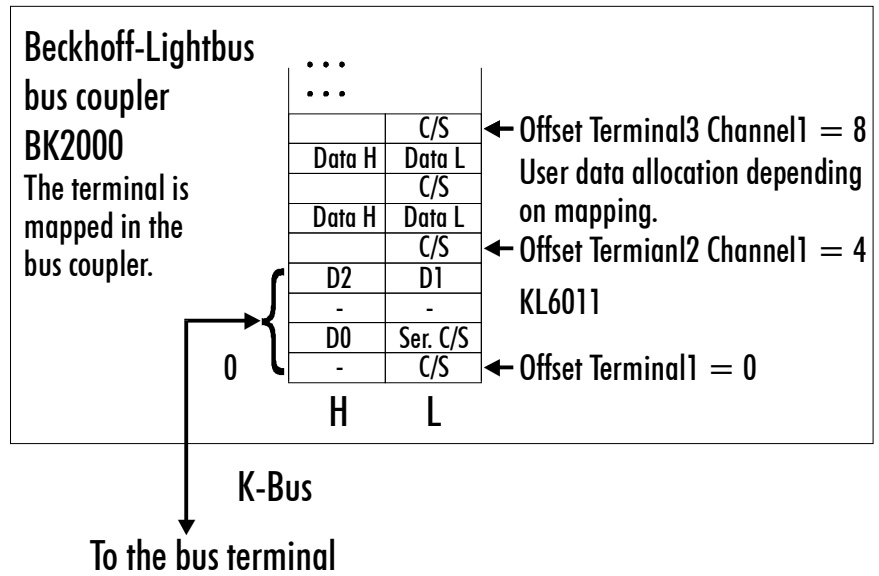 Beckhoff-Lightbus
bus coupler
BK2000
The terminal is
mapped in the
bus coupler.
...
...
C/S
Data H Data L
C/S
Data H Data L
C/S
D2 D1
- -
D0 Ser. C/S
- C/S
0
H L
Offset Terminal3 Channel1 = 8
User data allocation depending
on mapping.
Offset Termianl2 Channel1 = 4
KL6011
Offset Terminal1 = 0
K-Bus
To the bus terminal